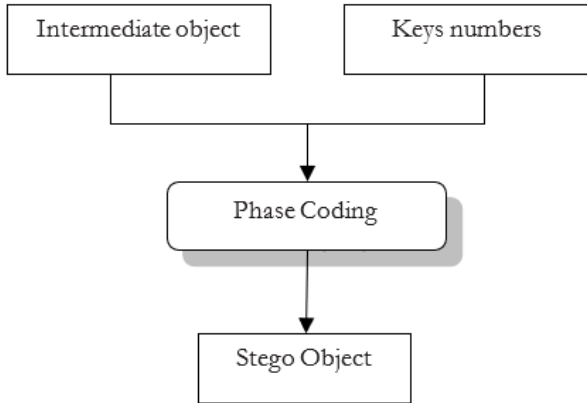 Intermediate object
Keys numbers
Phase Coding
Stego Object